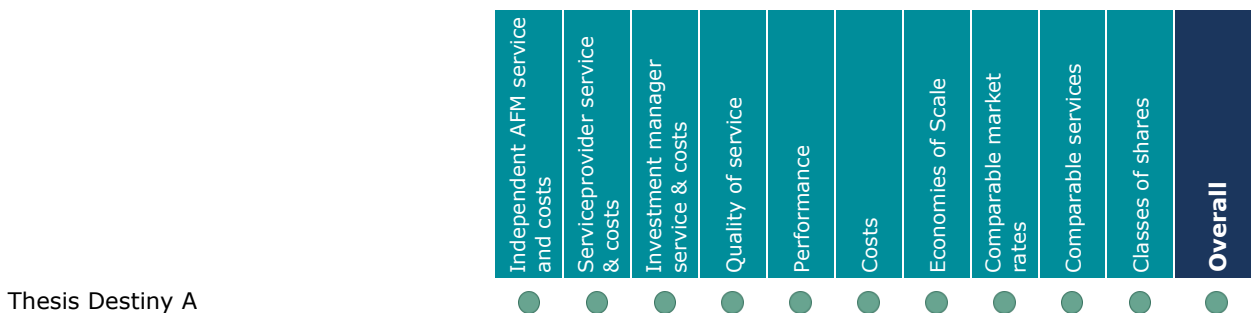 Independent AFM service
and costs
Serviceprovider service
& costs
Investment manager
service & costs
Quality of service
Performance
Costs
Economies of Scale
Comparable market
rates
Comparable services
Classes of shares
Overall
Thesis Destiny A